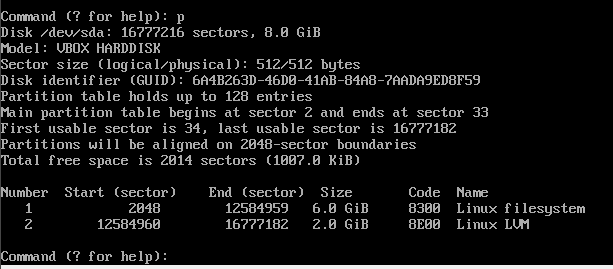 Command (? for help): p
Disk /dev/sda: 16777216 sectors, 8.0 GiB
Model: VBOX HARDDISK
Sector size (logical/physical): 512/512 bytes
Disk identifier (GUID): 6A4B263D-46D0-41AB-84A8-7AADA9ED8F59
Partition table holds up to 128 entries
Main partition table begins at sector 2 and ends at sector 33
First usable sector is 34, last usable sector is 16777182
Partitions will be aligned on 2048-sector boundaries
Total free space is 2014 sectors (1007.0 KiB)
Number  Start (sector)    End (sector)  Size       Code  Name
   1            2048        12584959   6.0 GiB     8300  Linux filesystem
   2        12584960        16777182   2.0 GiB     8E00  Linux LVM
Command (? for help):